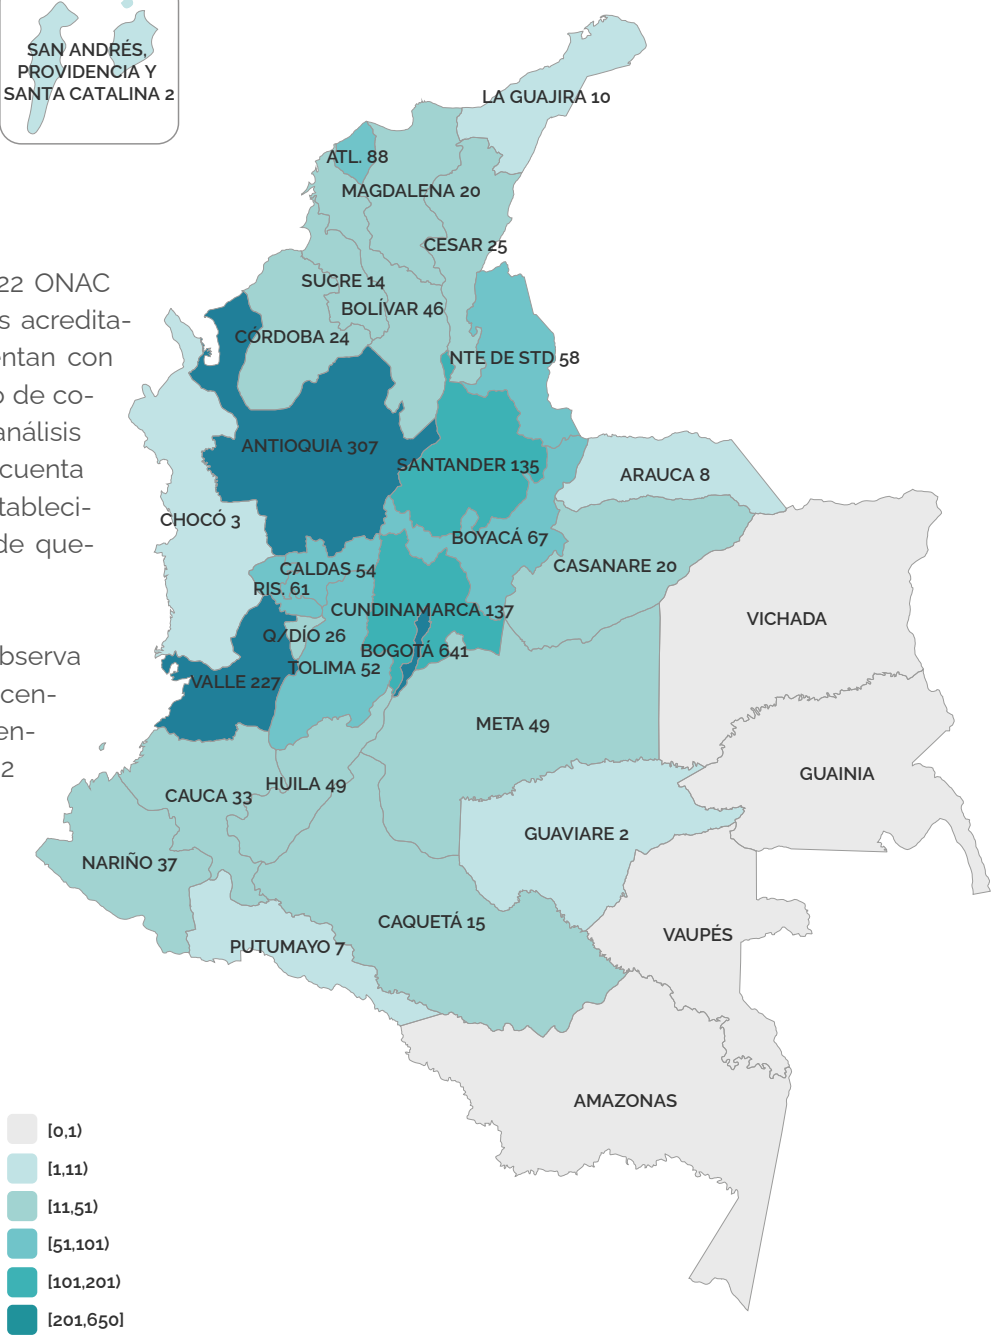 SAN ANDRÉS,
PROVIDENCIA Y
SANTA CATALINA 2
LA GUAJIRA 10
ATL. 88
MAGDALENA 20
CESAR 25
22 ONAC
SUCRE 14
BOLÍVAR 46
s acredita-
CÓRDOBA 24
entan con
NTE DE STD 58
o de co-
análisis
ANTIOQUIA 307
cuenta
SANTANDER 135
ARAUCA 8
tableci-
CHOCÓ 3
de que-
BOYACÁ 67
CASANARE 20
CALDAS 54
RIS. 61
CUNDINAMARCA 137
VICHADA
Q/DÍO 26
BOGOTÁ 641
bserva
TOLIMA 52
VALLE 227
cen-
META 49
en-
2
GUAINIA
HUILA 49
CAUCA 33
GUAVIARE 2
NARIÑO 37
CAQUETÁ 15
VAUPÉS
PUTUMAYO 7
AMAZONAS
[0,1)
[1,11)
[11,51)
[51,101)
[101,201)
[201,650]